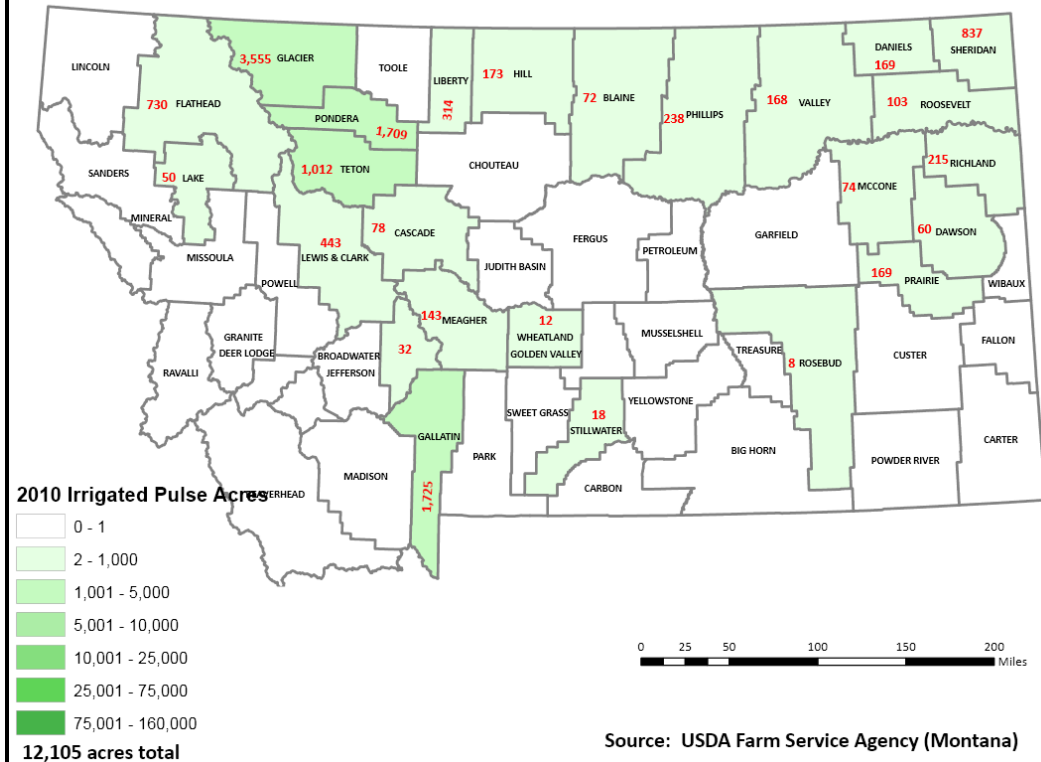 837
DANIELS
SHERIDAN
3,555 GLACIER
TOOLE
169
LINCOLN
LIBERTY
173 HILL
314
730 FLATHEAD
72 BLAINE
168 VALLEY
103 ROOSEVELT
PONDERA
238 PHILLIPS
1,709
CHOUTEAU
215 RICHLAND
SANDERS
50 LAKE
1,012 TETON
74 MCCONE
MINERAL
78 CASCADE
60 DAWSON
443
LEWIS & CLARK
FERGUS
GARFIELD
MISSOULA
JUDITH BASIN
PETROLEUM
169
PRAIRIE
POWELL
WIBAUX
143 MEAGHER
12
WHEATLAND
GOLDEN VALLEY
MUSSELSHELL
GRANITE
DEER LODGE
BROADWATER
JEFFERSON
32
TREASURE
8 ROSEBUD
CUSTER
FALLON
RAVALLI
SWEET GRASS
YELLOWSTONE
18
STILLWATER
GALLATIN
PARK
CARTER
BIG HORN
POWDER RIVER
MADISON
CARBON
1,725
2010 Irrigated Pulse Acres
BEAVERHEAD
0 - 1
2 - 1,000
1,001 - 5,000
5,001 - 10,000
10,001 - 25,000
25,001 - 75,000
75,001 - 160,000
12,105 acres total
0 25 50 100 150 200
Miles
Source: USDA Farm Service Agency (Montana)